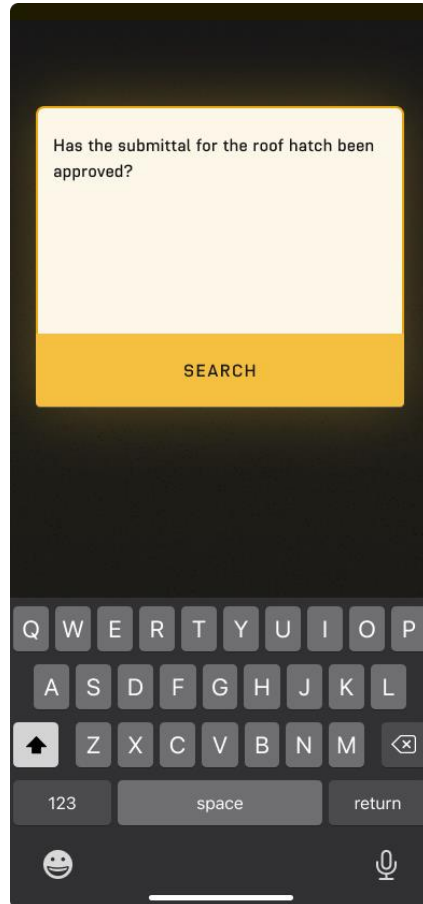 Has the submittal for the roof hatch been
approved?
SEARCH
Q W E R T Y U I O P
A S D F G H J K L
Z X C V B N M
123 space return